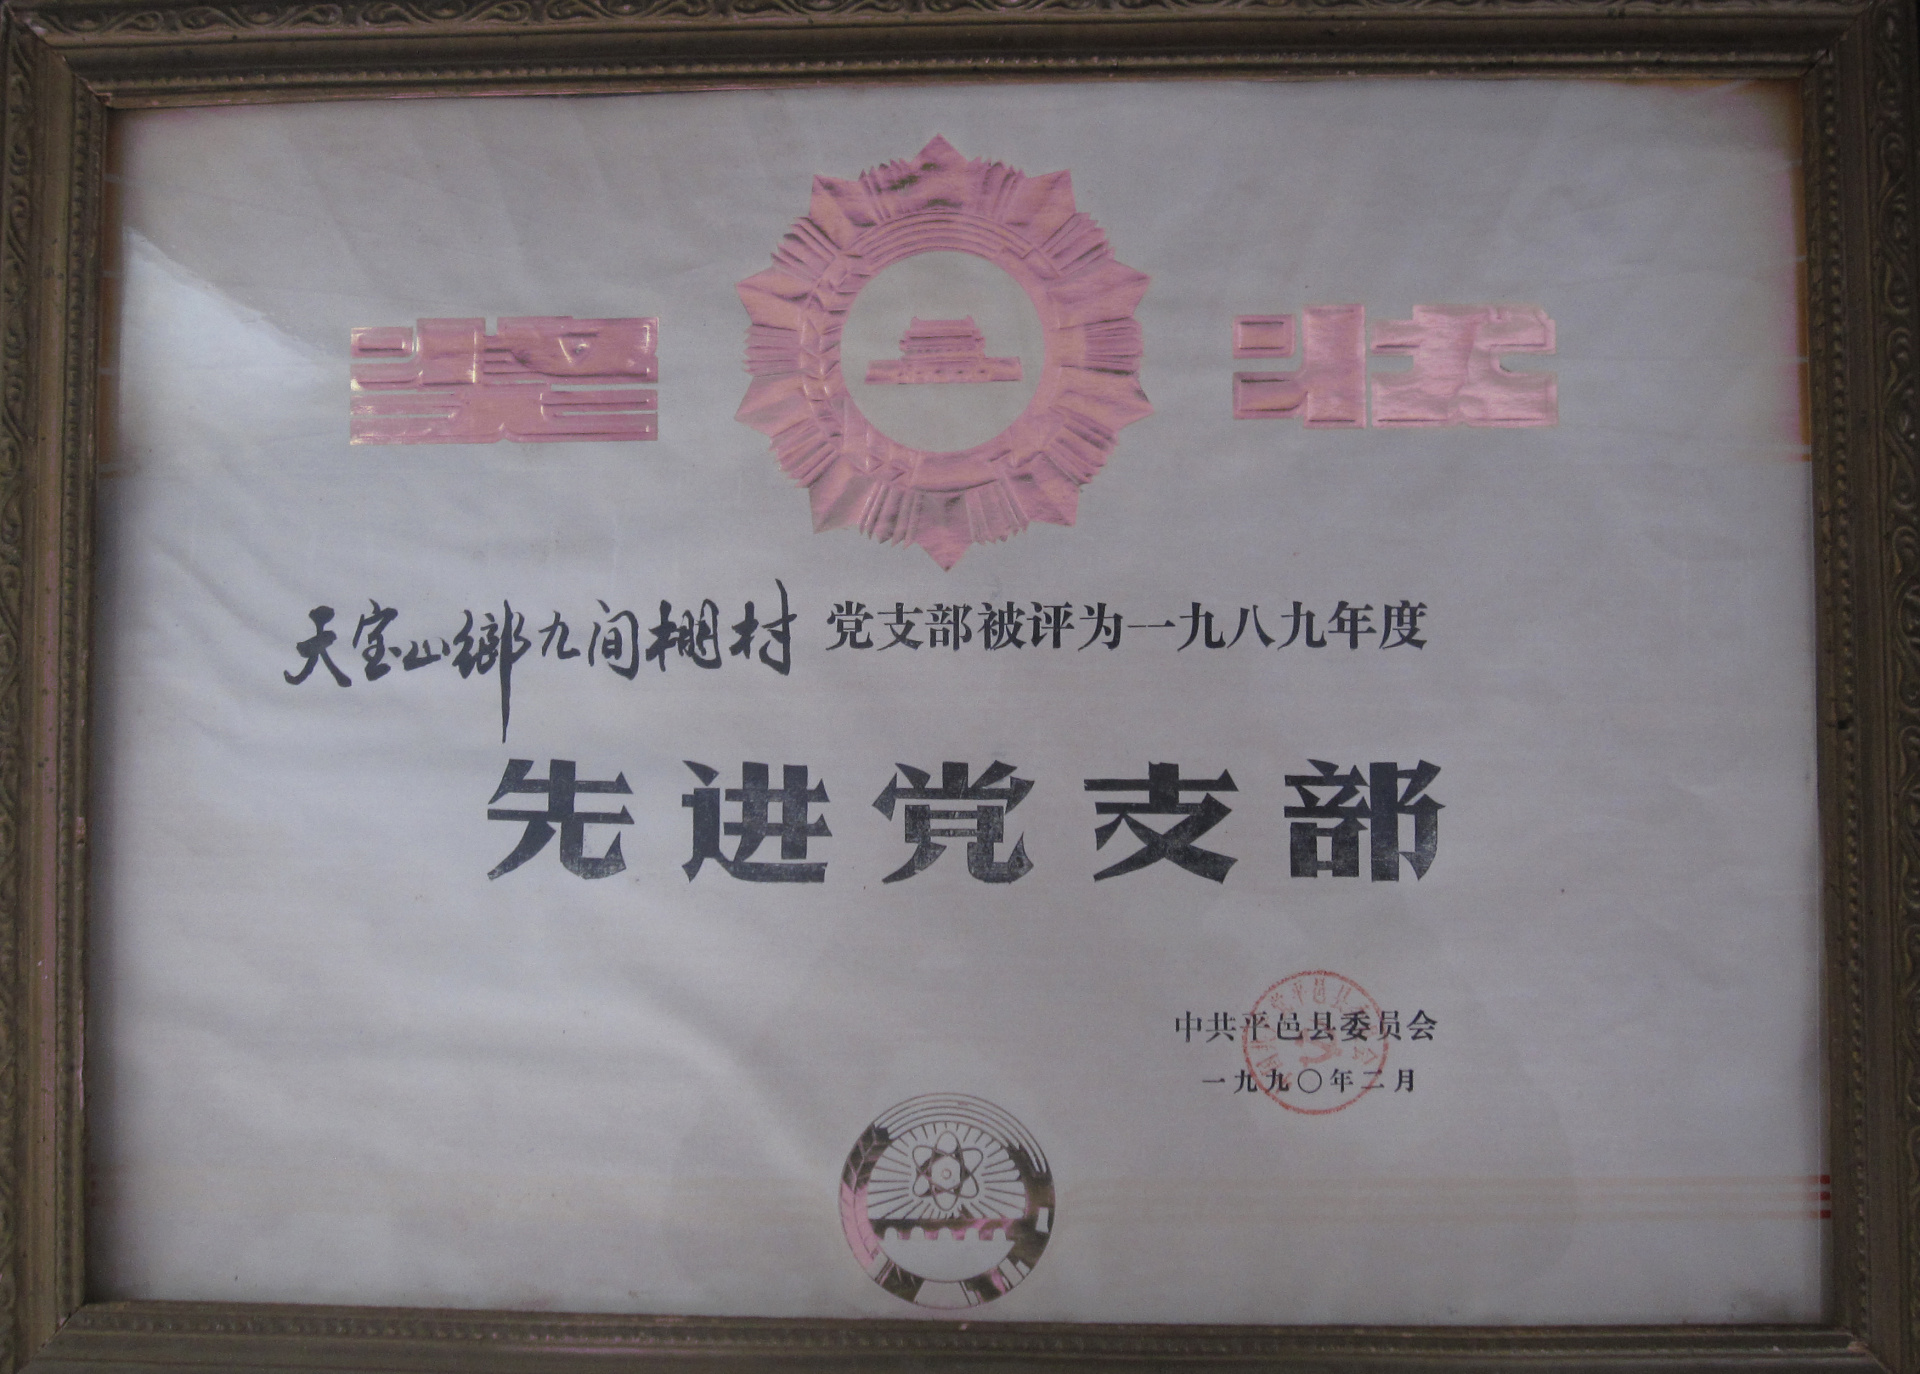 奖状
天宝山鄉九间棚村 党支部被评为一九八九年度
先进党支部
中共平邑县委员会
一九九〇年二月